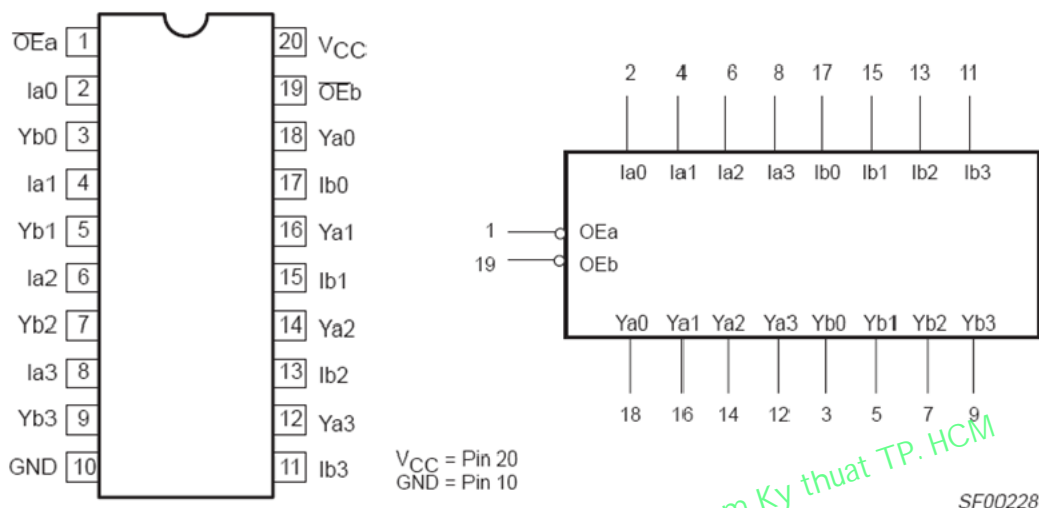 OEa 1 20 VCC
Ia0 2 19 OEb
Yb0 3 18 Ya0
Ia1 4 17 Ib0
Yb1 5 16 Ya1
Ia2 6 15 Ib1
Yb2 7 14 Ya2
Ia3 8 13 Ib2
Yb3 9 12 Ya3
GND 10 11 Ib3
VCC = Pin 20
GND = Pin 10
2 4 6 8 17 15 13 11
Ia0 Ia1 Ia2 Ia3 Ib0 Ib1 Ib2 Ib3
1 OEa
19 OEb
Ya0 Ya1 Ya2 Ya3 Yb0 Yb1 Yb2 Yb3
18 16 14 12 3 5 7 9
Ky thuat TP. HCM
SF00228